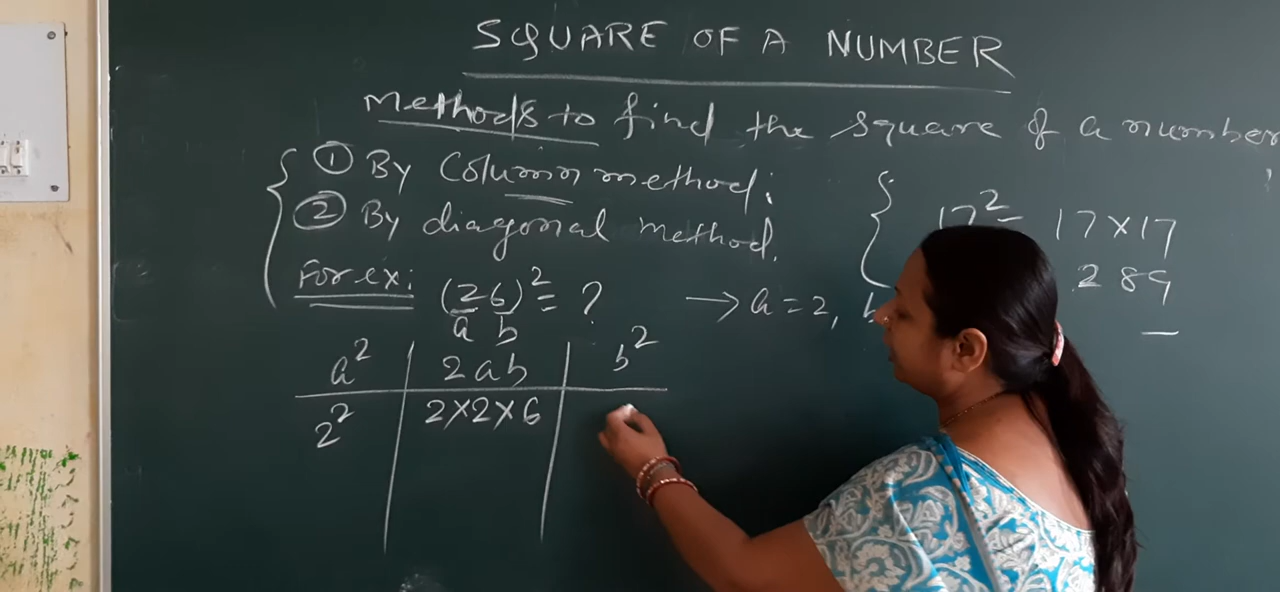 SQUARE OF A NUMBER
Methods to find the square of a number
① By Column method:
② By diagonal method.
For ex: (26)² = ?
a b
→ a = 2, b
a² 2ab b²
2² 2×2×6
17² = 17×17
289